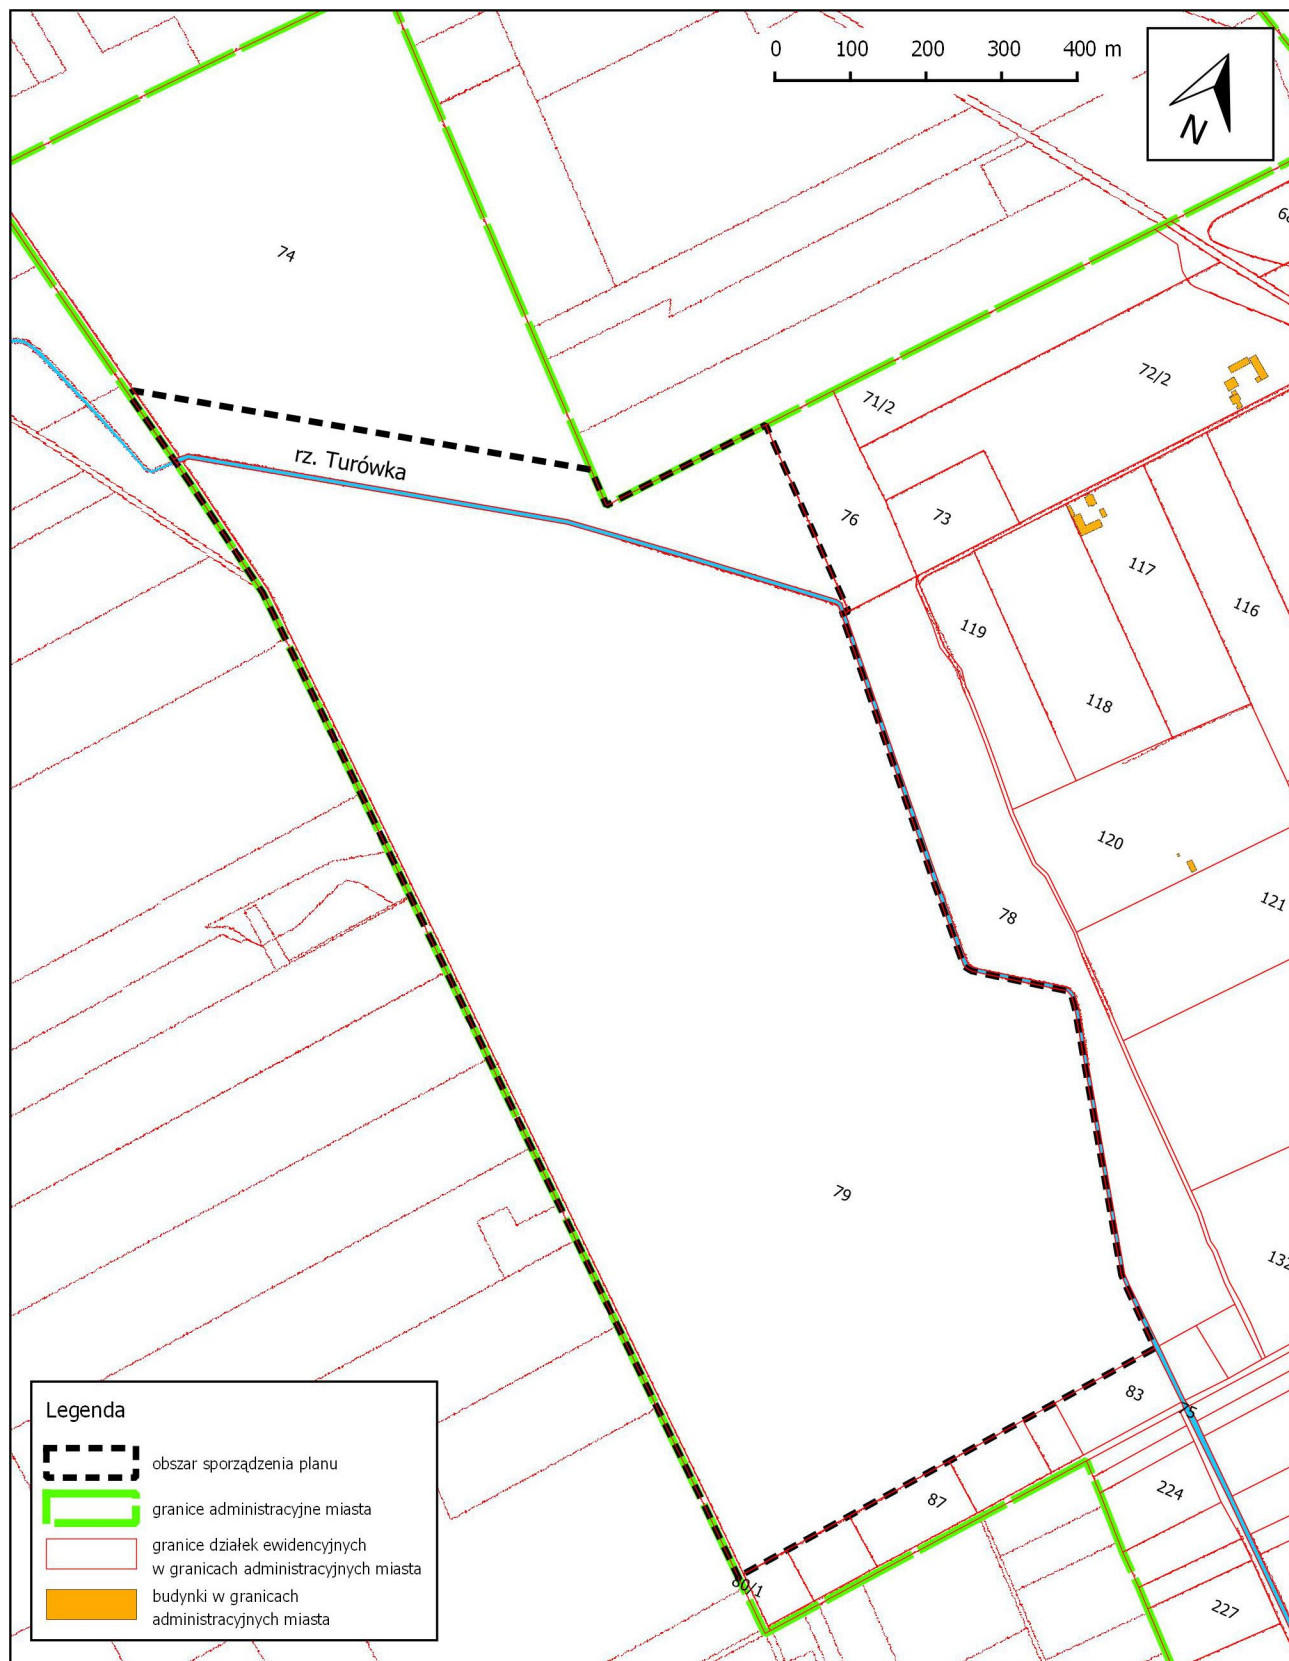 0 100 200 300 400 m
N
74
72/2
71/2
rz. Turówka
76
73
117
116
119
118
120
121
78
79
132
83
75
87
224
80/1
227
Legenda
obszar sporządzenia planu
granice administracyjne miasta
granice działek ewidencyjnych
w granicach administracyjnych miasta
budynki w granicach
administracyjnych miasta